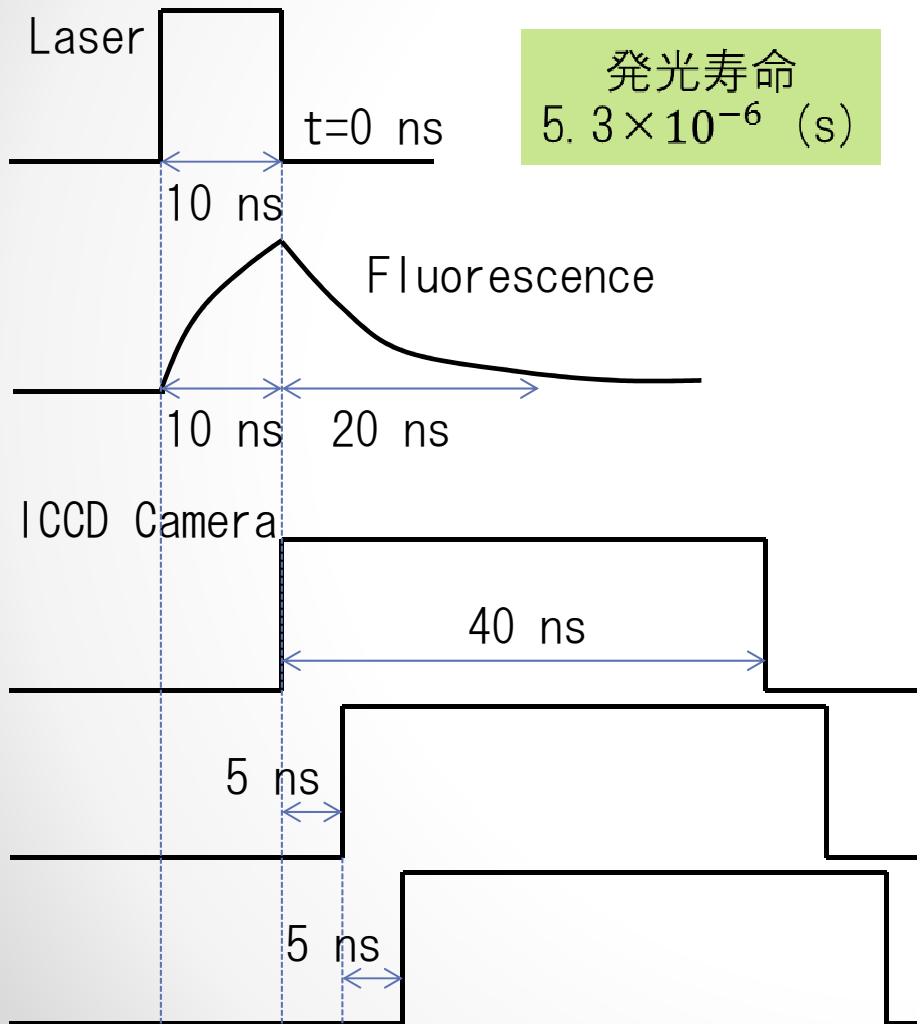 Laser
発光寿命
5.3×10⁻⁶ (s)
t=0 ns
10 ns
Fluorescence
10 ns
20 ns
ICCD Camera
40 ns
5 ns
5 ns